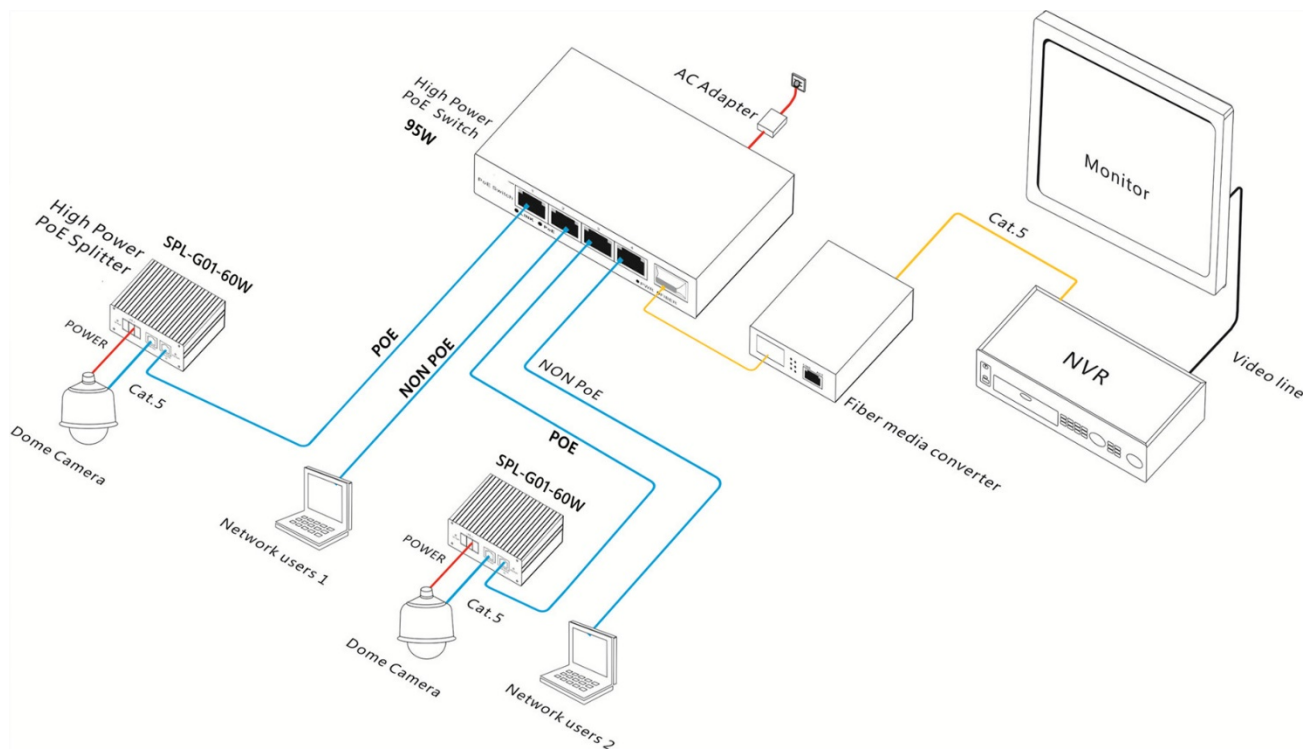 High Power
PoE Switch
95W
AC Adapter
PoE Switch
PoE
Monitor
Cat.5
High Power
PoE Splitter
SPL-G01-60W
POWER
Cat.5
Dome Camera
POE
NON POE
NON PoE
POE
Fiber media converter
NVR
Video line
Network users 1
SPL-G01-60W
POWER
Cat.5
Dome Camera
Network users 2